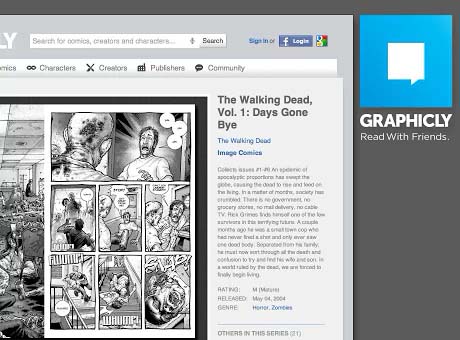 LY
Search for comics, creators and characters...
Search
Sign In or
f Login
omics
Characters
Creators
Publishers
Community
The Walking Dead,
Vol. 1: Days Gone
Bye
The Walking Dead
Image Comics
Collects issues #1-#6 An epidemic of
apocalyptic proportions has swept the
globe, causing the dead to rise and feed on
the living. In a matter of months, society has
crumbled. There is no government, no
grocery stores, no mail delivery, no cable
TV. Rick Grimes finds himself one of the few
survivors in this terrifying future. A couple
months ago he was a small town cop who
had never fired a shot and only ever saw
one dead body. Separated from his family,
he must now sort through all the death and
confusion to try and find his wife and son. In
a world ruled by the dead, we are forced to
finally begin living.
RATING: M (Mature)
RELEASED: May 04, 2004
GENRE: Horror, Zombies
OTHERS IN THIS SERIES (21)
GRAPHICLY
Read With Friends.